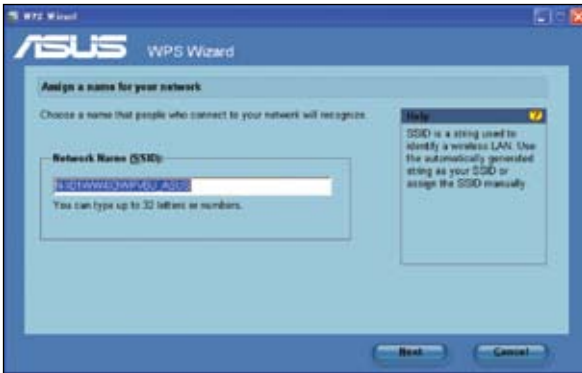 WPS Wizard
ASUS WPS Wizard
Assign a name for your network
Choose a name that people who connect to your network will recognize.
Network Name (SSID):
You can type up to 32 letters or numbers.
Help
SSID is a string used to
identify a wireless LAN. Use
the automatically generated
string as your SSID or
assign the SSID manually
Next
Cancel